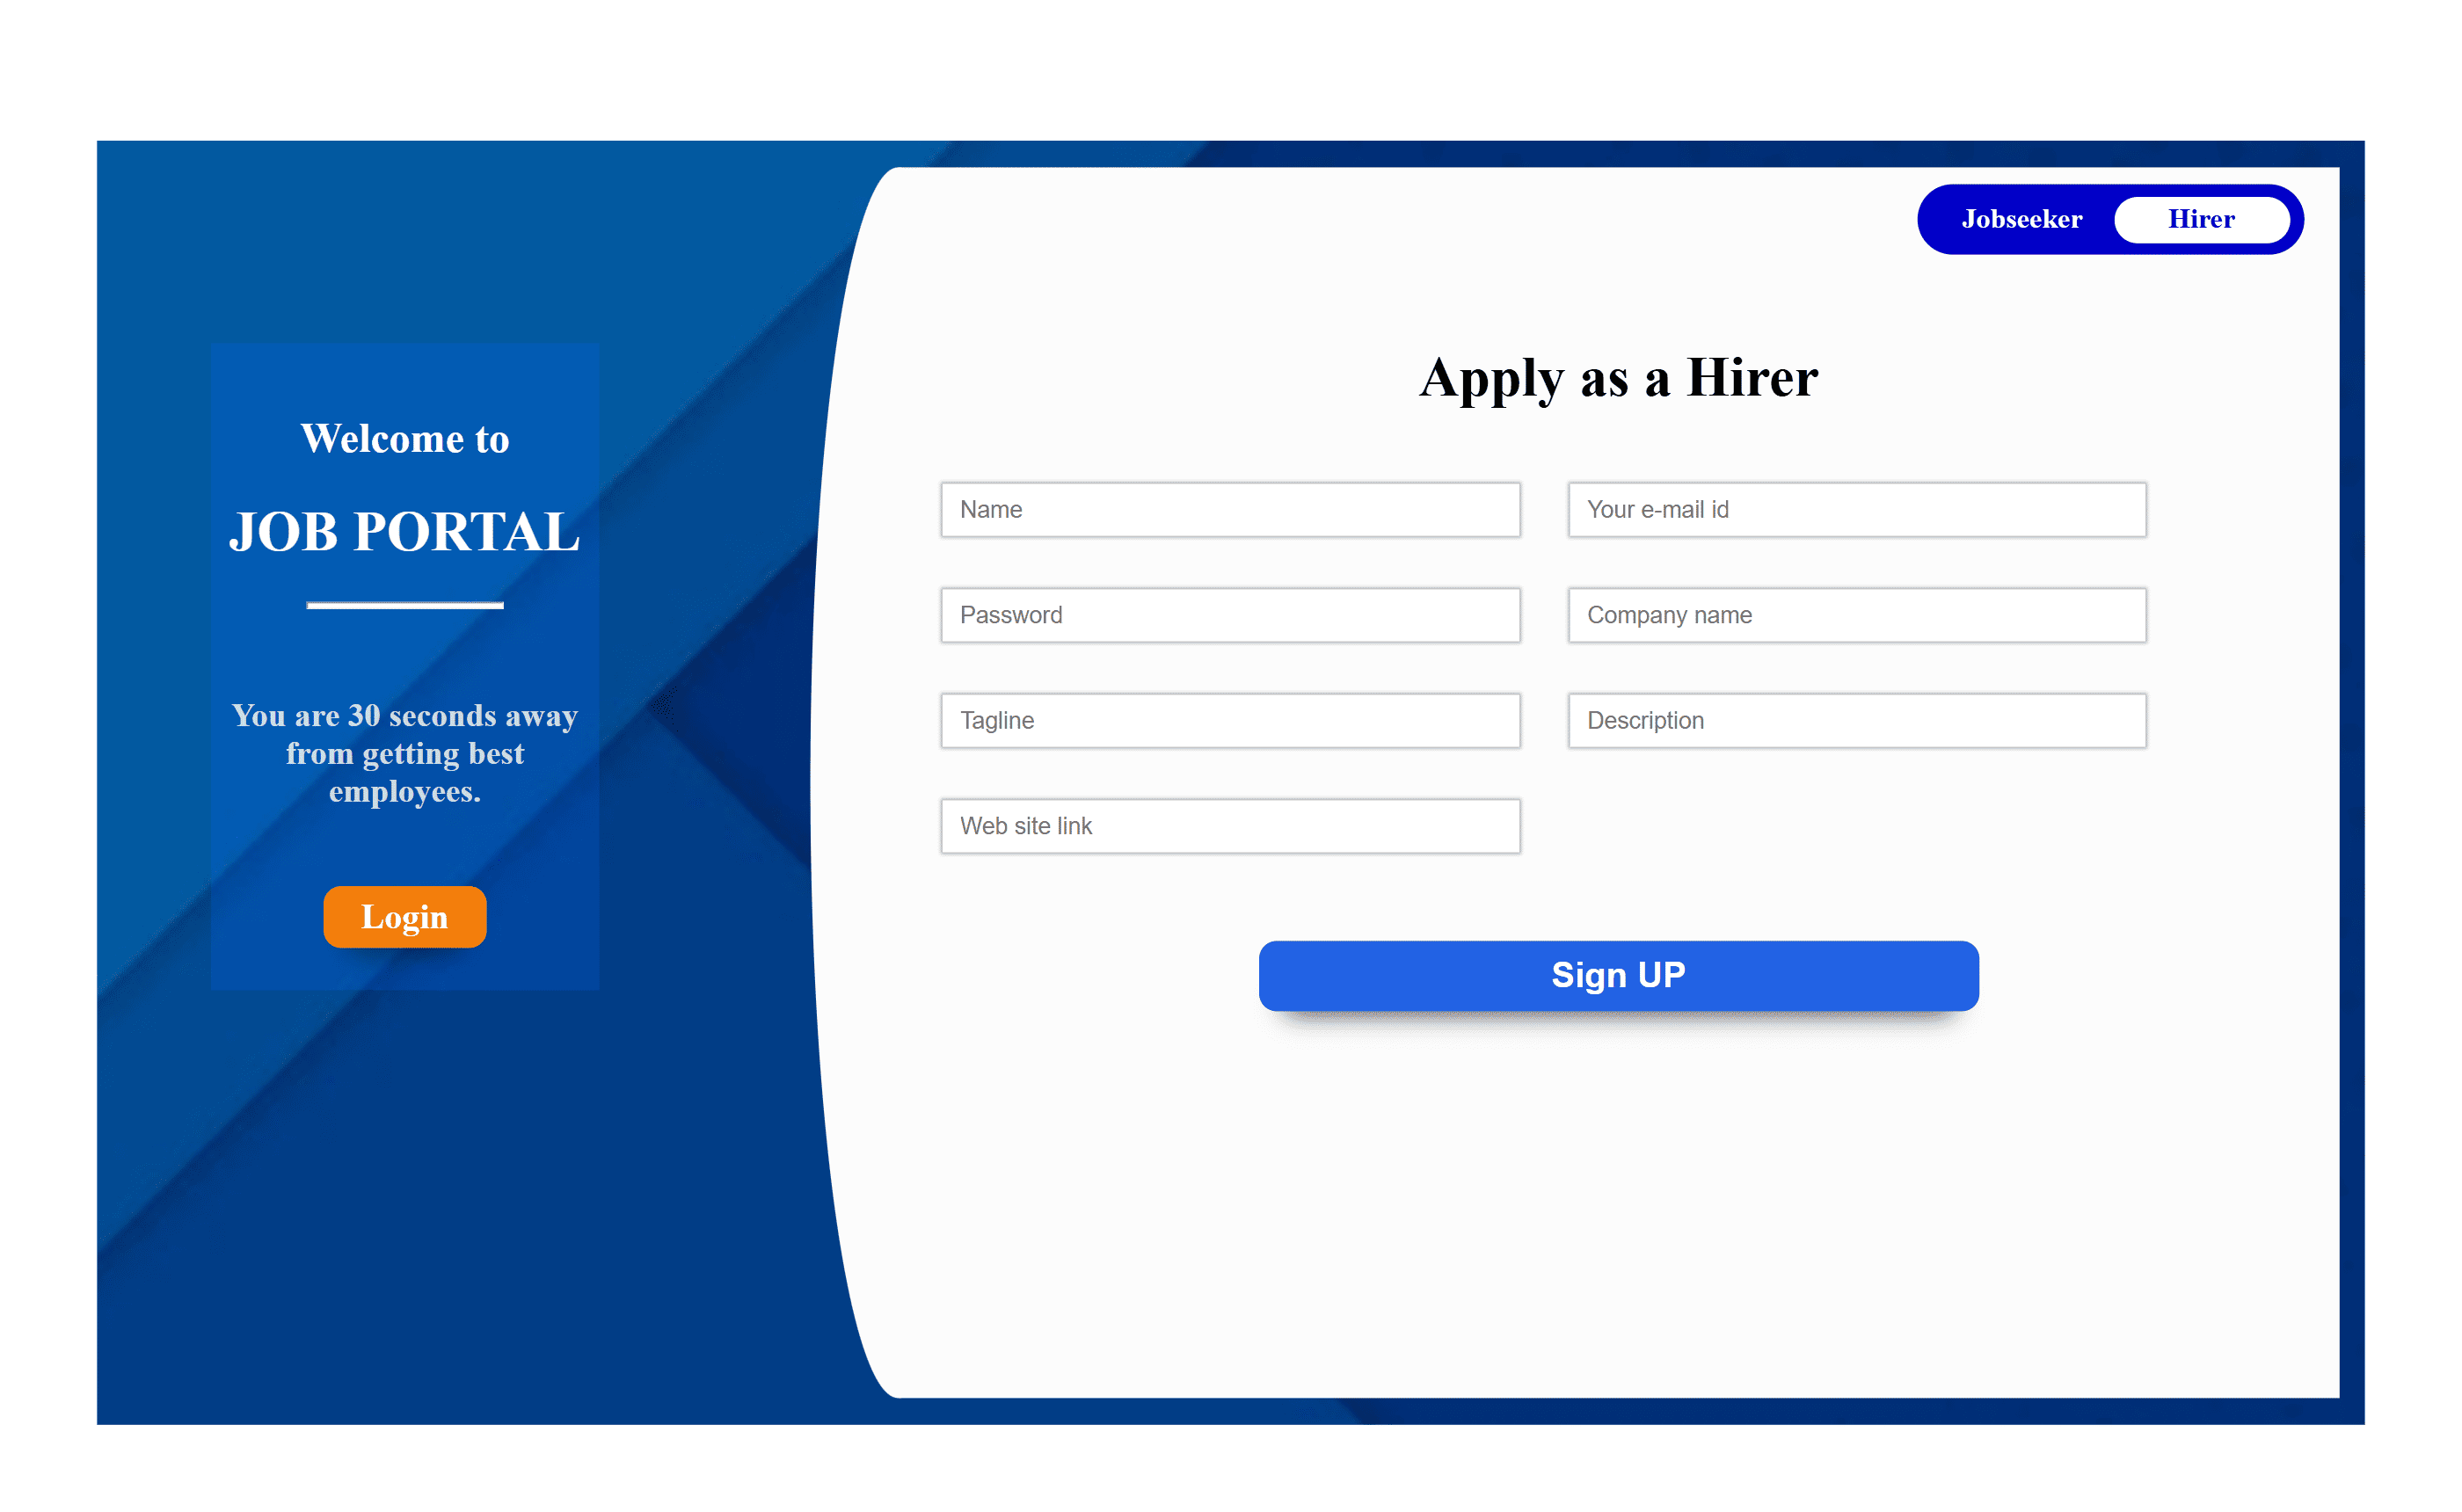 Jobseeker Hirer
Welcome to
JOB PORTAL
You are 30 seconds away
from getting best
employees.
Login
Apply as a Hirer
Name
Your e-mail id
Password
Company name
Tagline
Description
Web site link
Sign UP